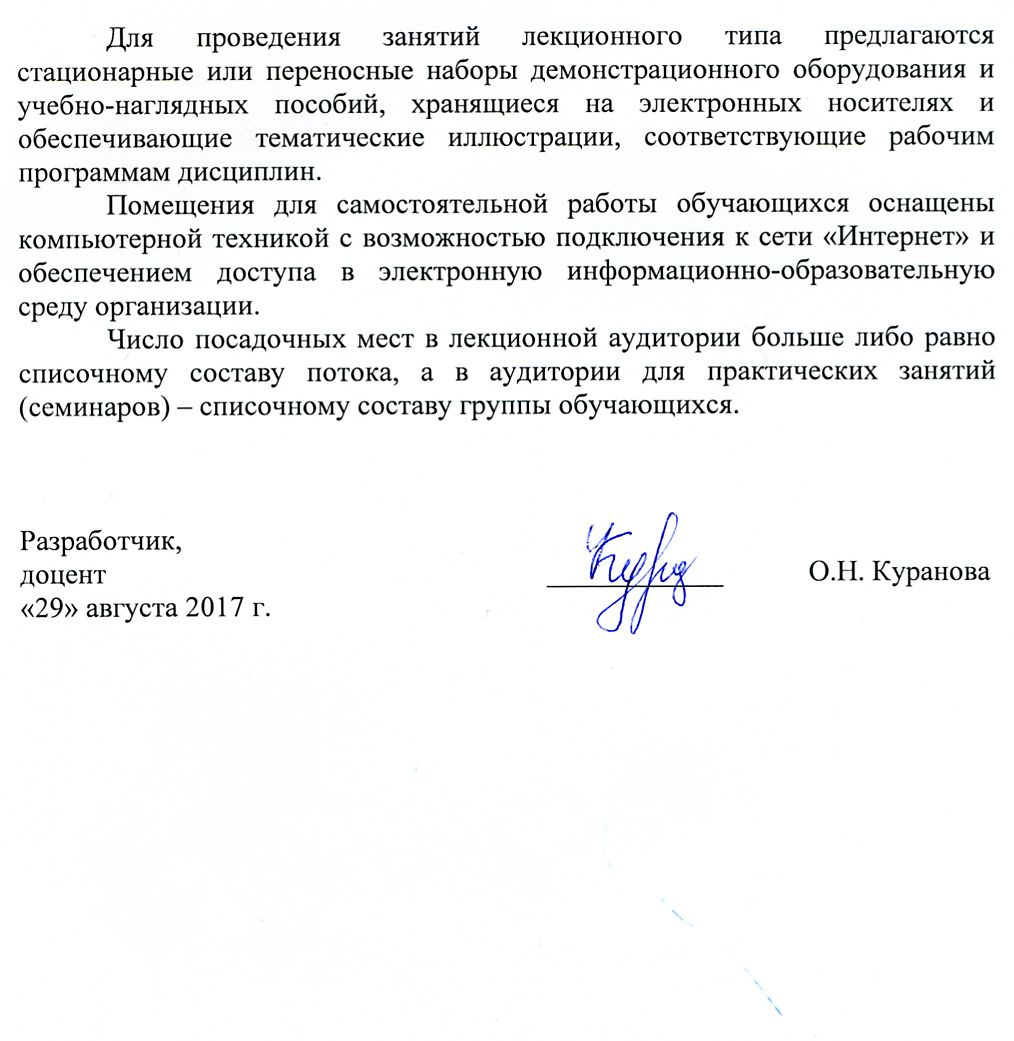 Для проведения занятий лекционного типа предлагаются
стационарные или переносные наборы демонстрационного оборудования и
учебно-наглядных пособий, хранящиеся на электронных носителях и
обеспечивающие тематические иллюстрации, соответствующие рабочим
программам дисциплин.
Помещения для самостоятельной работы обучающихся оснащены
компьютерной техникой с возможностью подключения к сети «Интернет» и
обеспечением доступа в электронную информационно-образовательную
среду организации.
Число посадочных мест в лекционной аудитории больше либо равно
списочному составу потока, а в аудитории для практических занятий
(семинаров) – списочному составу группы обучающихся.
Разработчик,
доцент
О.Н. Куранова
«29» августа 2017 г.